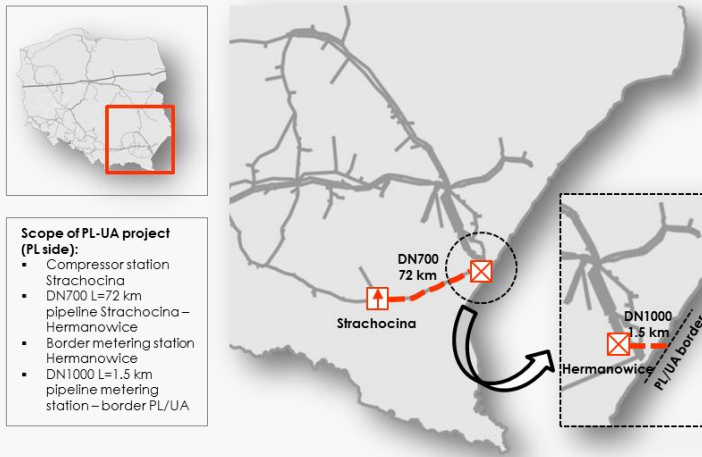 Scope of PL-UA project
(PL side):
▪ Compressor station
Strachocina
▪ DN700 L=72 km
pipeline Strachocina –
Hermanowice
▪ Border metering station
Hermanowice
▪ DN1000 L=1.5 km
pipeline metering
station – border PL/UA
DN700
72 km
Strachocina
DN1000
1.5 km
Hermanowice
PL/UA border